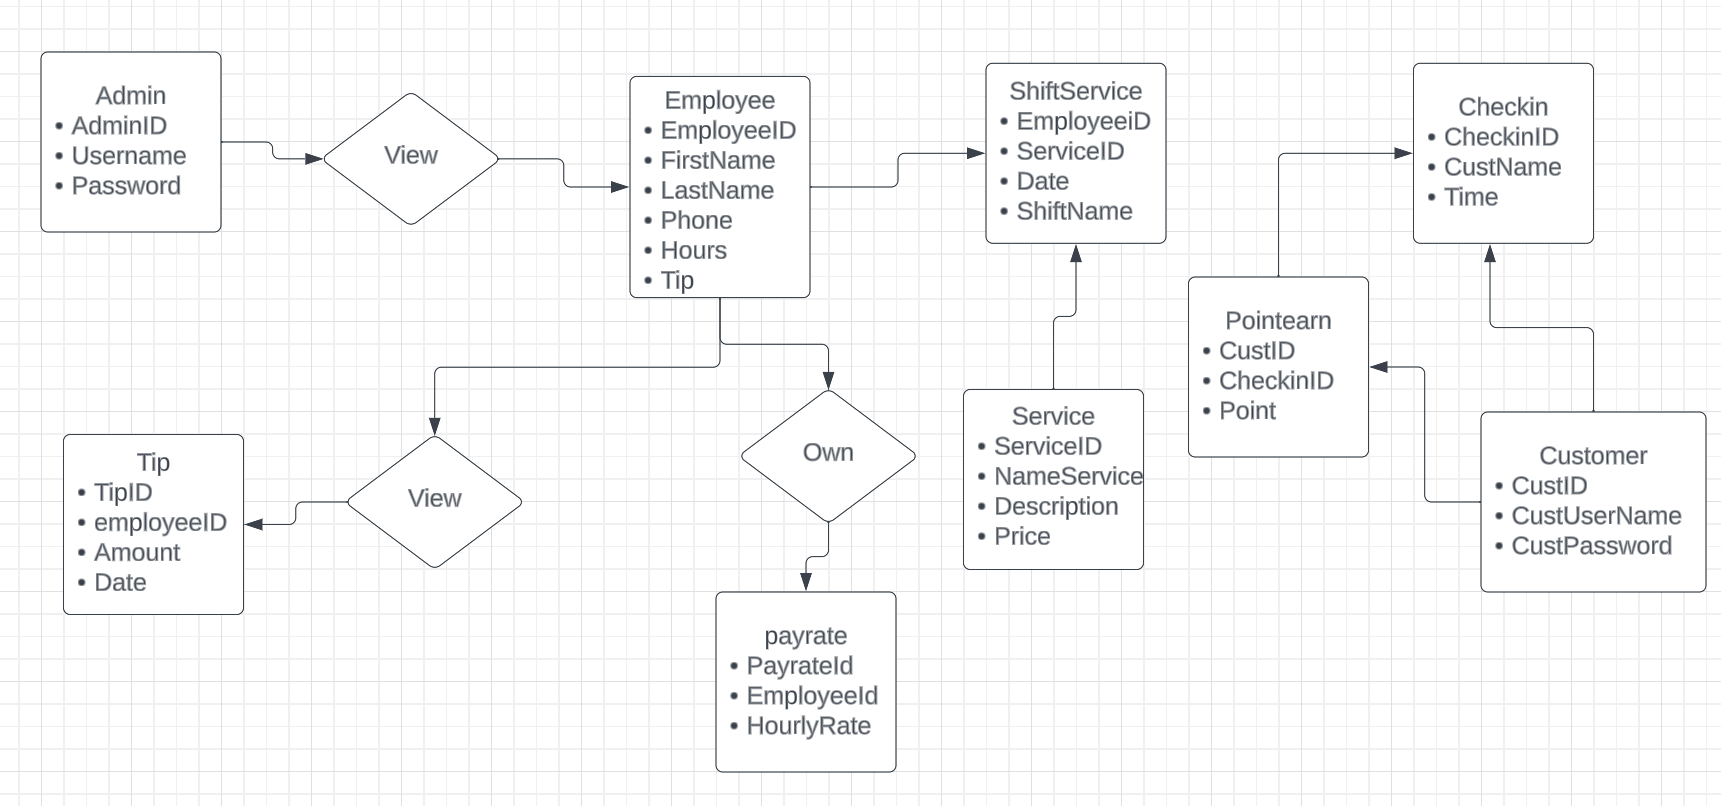 Admin
• AdminID
• Username
• Password
View
Employee
• EmployeeID
• FirstName
• LastName
• Phone
• Hours
• Tip
ShiftService
• EmployeeiD
• ServiceID
• Date
• ShiftName
Checkin
• CheckinID
• CustName
• Time
Pointearn
• CustID
• CheckinID
• Point
Tip
• TipID
• employeeID
• Amount
• Date
View
Own
Service
• ServiceID
• NameService
• Description
• Price
Customer
• CustID
• CustUserName
• CustPassword
payrate
• PayrateId
• EmployeeId
• HourlyRate